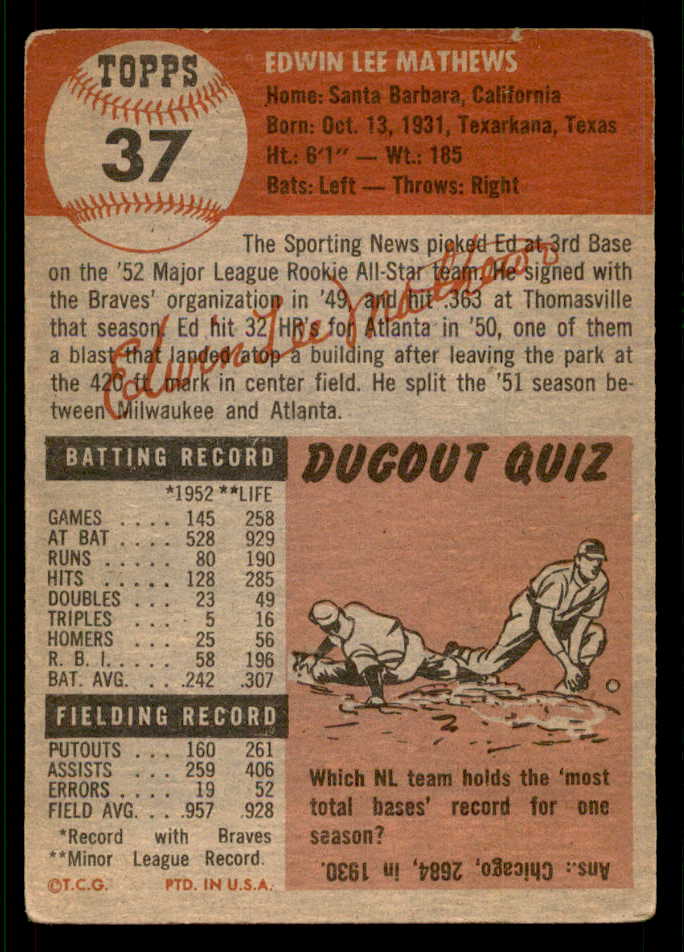 TOPPS
37
EDWIN LEE MATHEWS
Home: Santa Barbara, California
Born: Oct. 13, 1931, Texarkana, Texas
Ht.: 6'1" — Wt.: 185
Bats: Left — Throws: Right
The Sporting News picked Ed at 3rd Base
on the '52 Major League Rookie All-Star team. He signed with
the Braves' organization in '49, and hit .363 at Thomasville
that season. Ed hit 32 HR's for Atlanta in '50, one of them
a blast that landed atop a building after leaving the park at
the 420 ft. mark in center field. He split the '51 season be-
tween Milwaukee and Atlanta.
Edwin Lee Mathews
BATTING RECORD
*1952 **LIFE
GAMES .... 145 258
AT BAT .... 528 929
RUNS ..... 80 190
HITS ..... 128 285
DOUBLES ... 23 49
TRIPLES ... 5 16
HOMERS ... 25 56
R. B. I. .... 58 196
BAT. AVG. ... .242 .307
FIELDING RECORD
PUTOUTS ... 160 261
ASSISTS ... 259 406
ERRORS .... 19 52
FIELD AVG. ... .957 .928
*Record with Braves
**Minor League Record.
©T.C.G. PTD. IN U.S.A.
DUGOUT QUIZ
Which NL team holds the 'most
total bases' record for one
season?
Ans.: Chicago, 2684, in 1930.